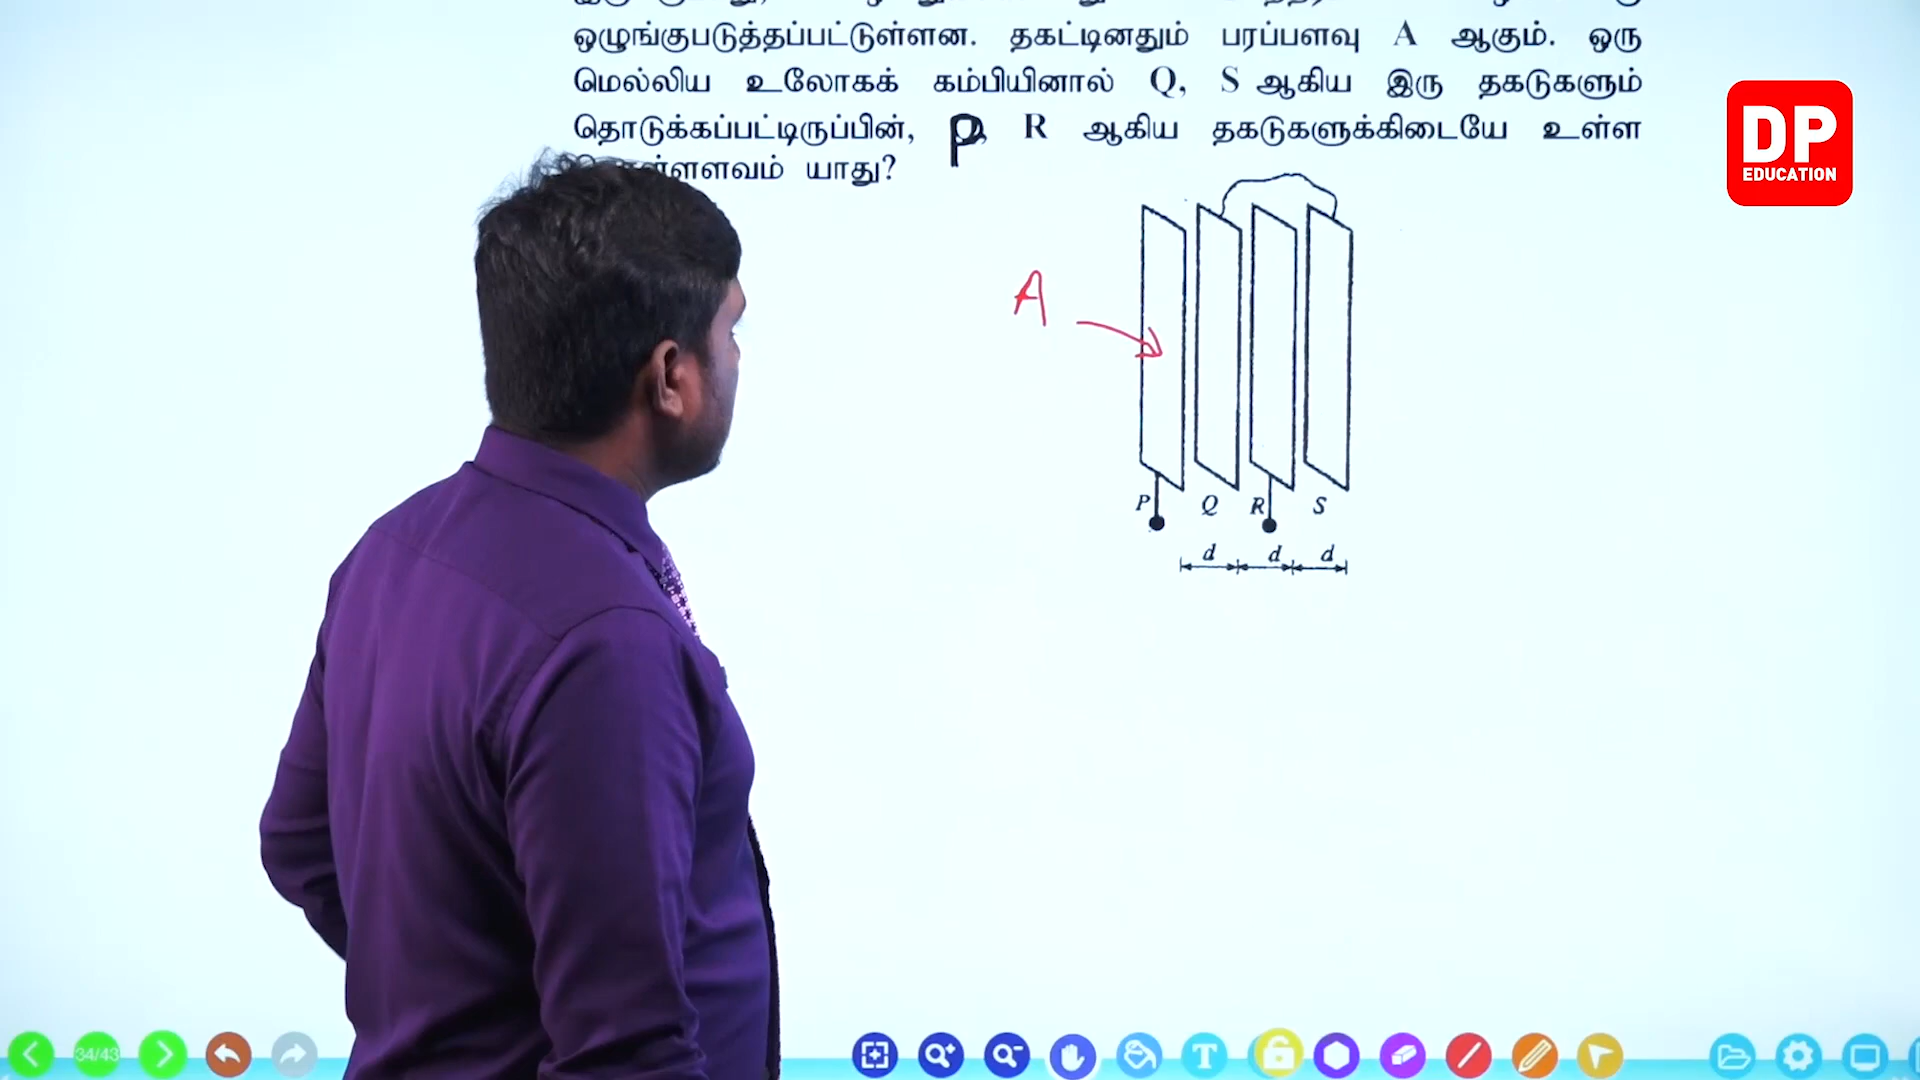 ஒழுங்குபடுத்தப்பட்டுள்ளன. தகட்டினதும் பரப்பளவு A ஆகும். ஒரு
மெல்லிய உலோகக் கம்பியினால் Q, S ஆகிய இரு தகடுகளும்
தொடுக்கப்பட்டிருப்பின், P, R ஆகிய தகடுகளுக்கிடையே உள்ள
யாது?
DP
EDUCATION
A
P Q R S
d d d
34/43
T